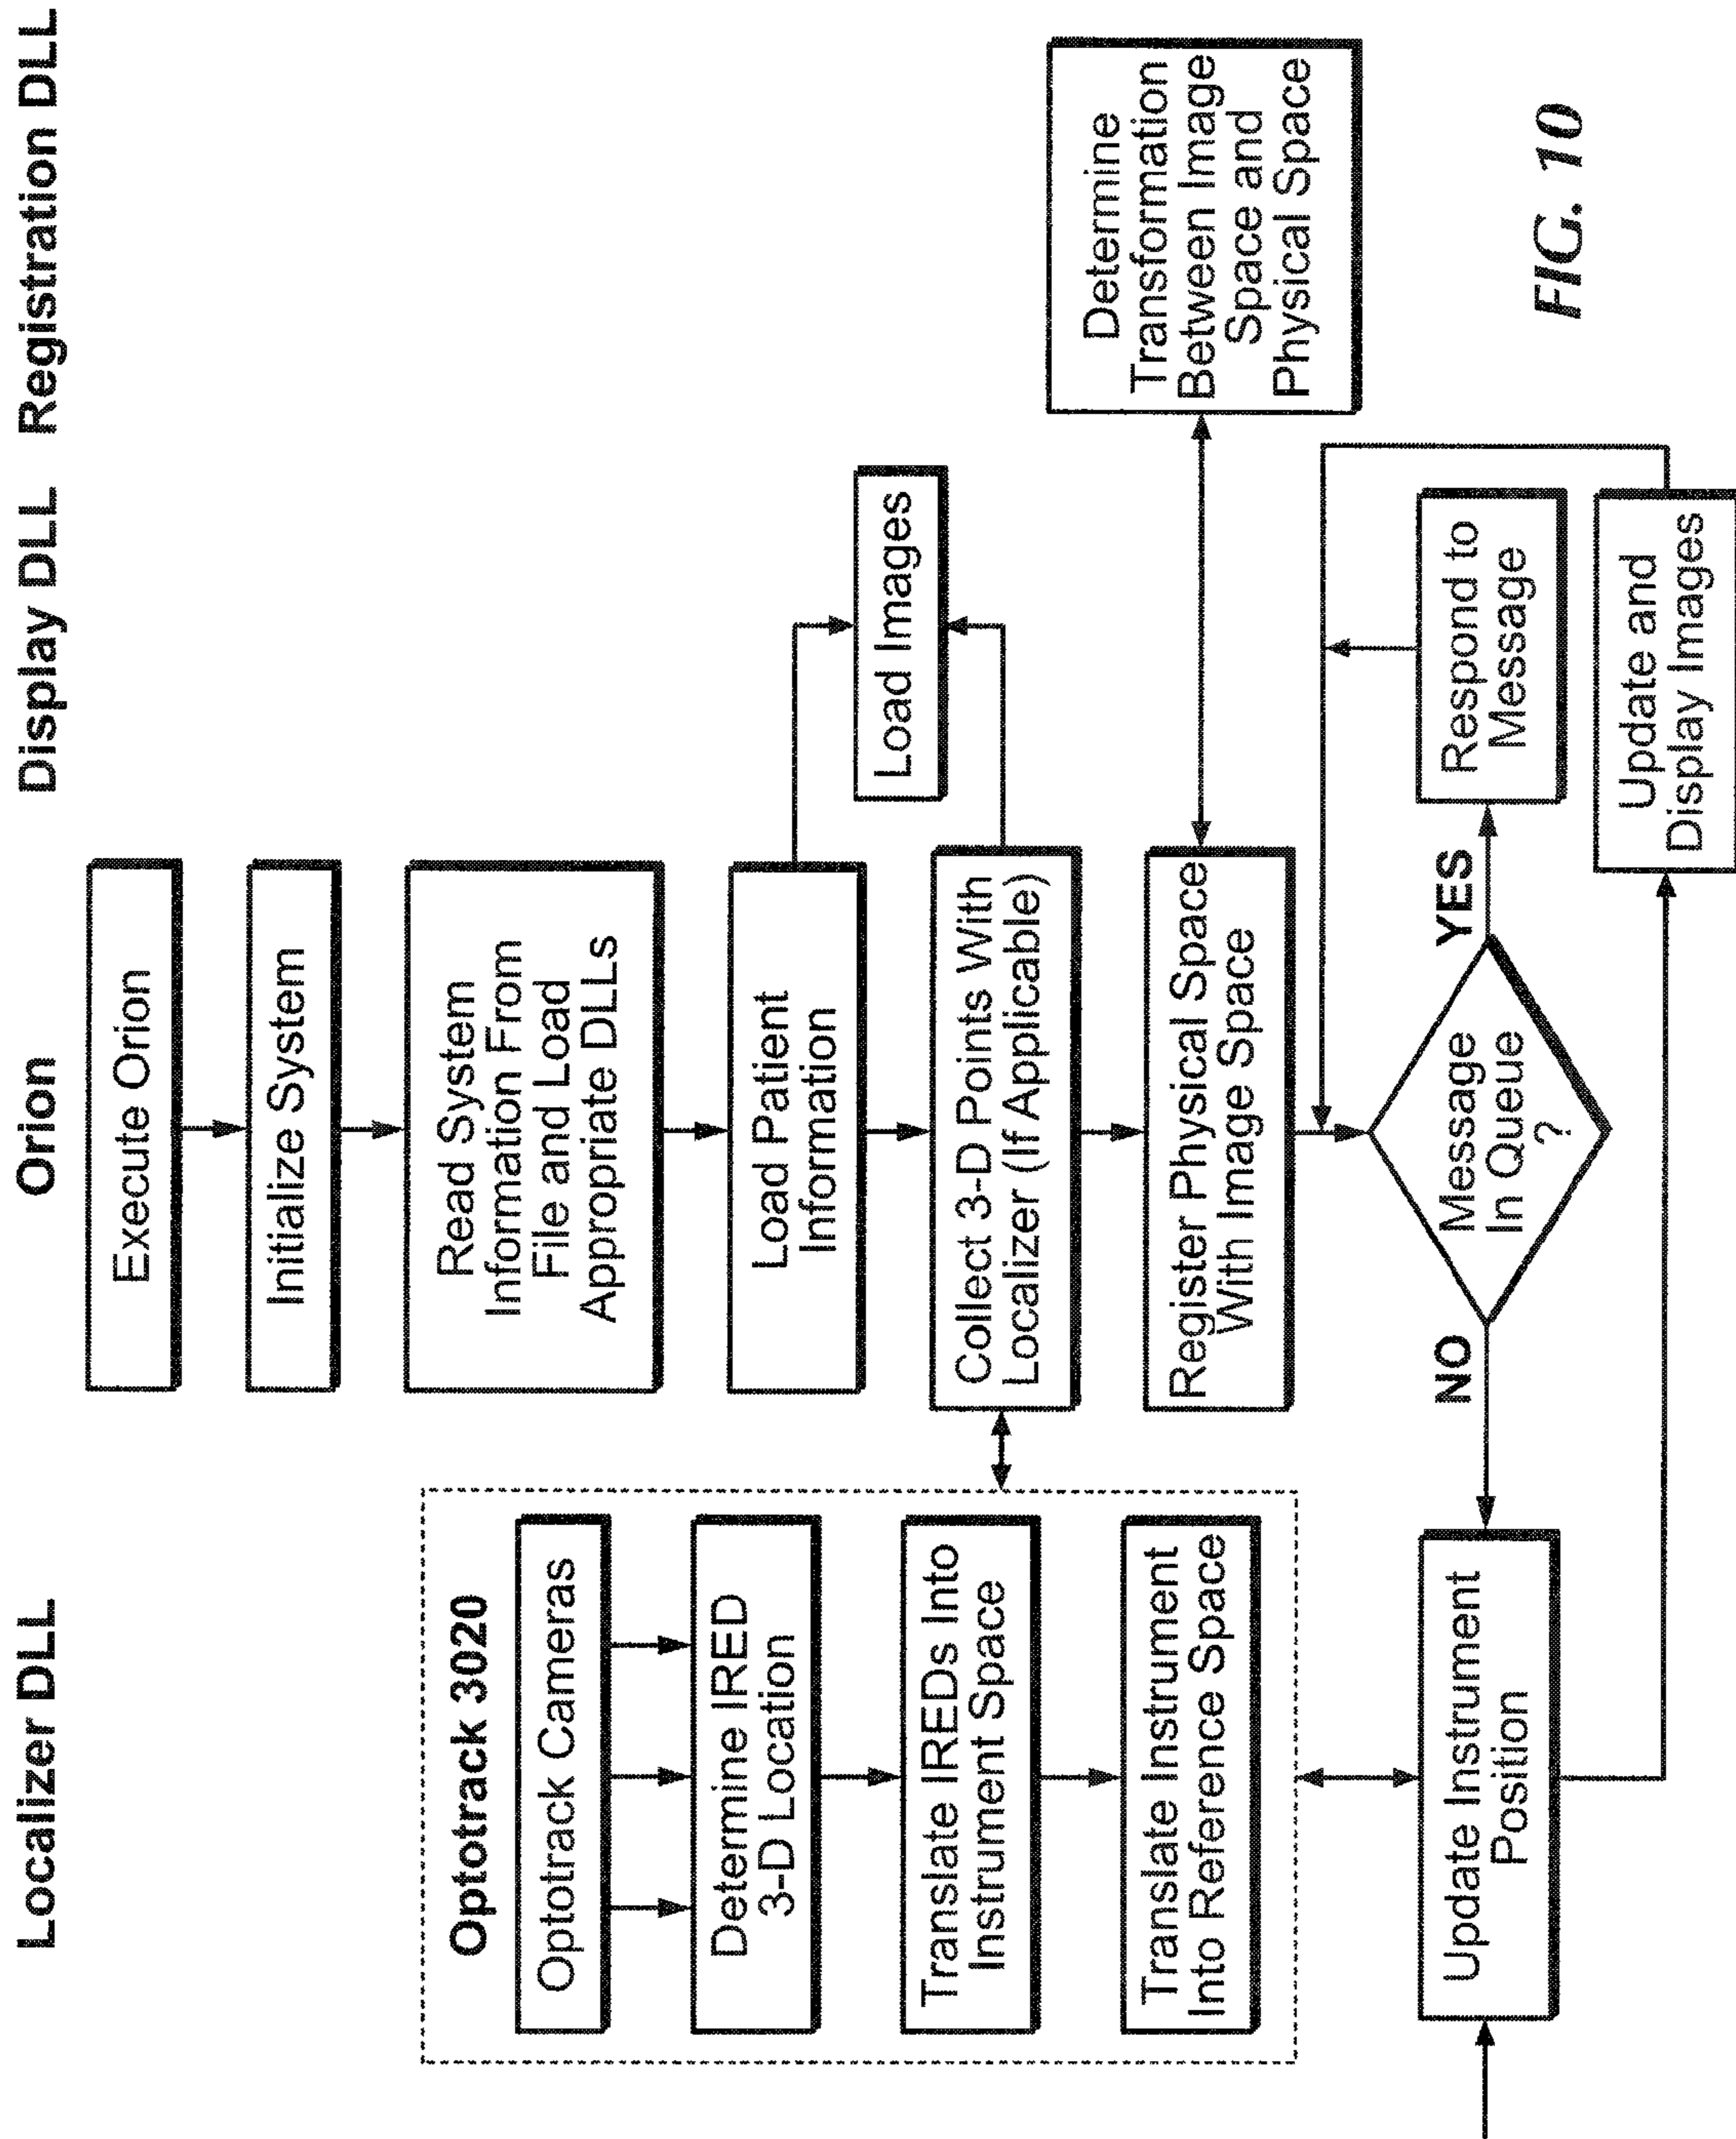 Localizer DLL
Orion
Display DLL
Registration DLL
Execute Orion
Initialize System
Read System
Information From
File and Load
Appropriate DLLs
Optotrack 3020
Optotrack Cameras
Determine IRED
3-D Location
Translate IREDs Into
Instrument Space
Translate Instrument
Into Reference Space
Load Patient
Information
Load Images
Collect 3-D Points With
Localizer (If Applicable)
Register Physical Space
With Image Space
Determine
Transformation
Between Image
Space and
Physical Space
Message
In Queue
?
NO
YES
Update Instrument
Position
Respond to
Message
Update and
Display Images
FIG. 10